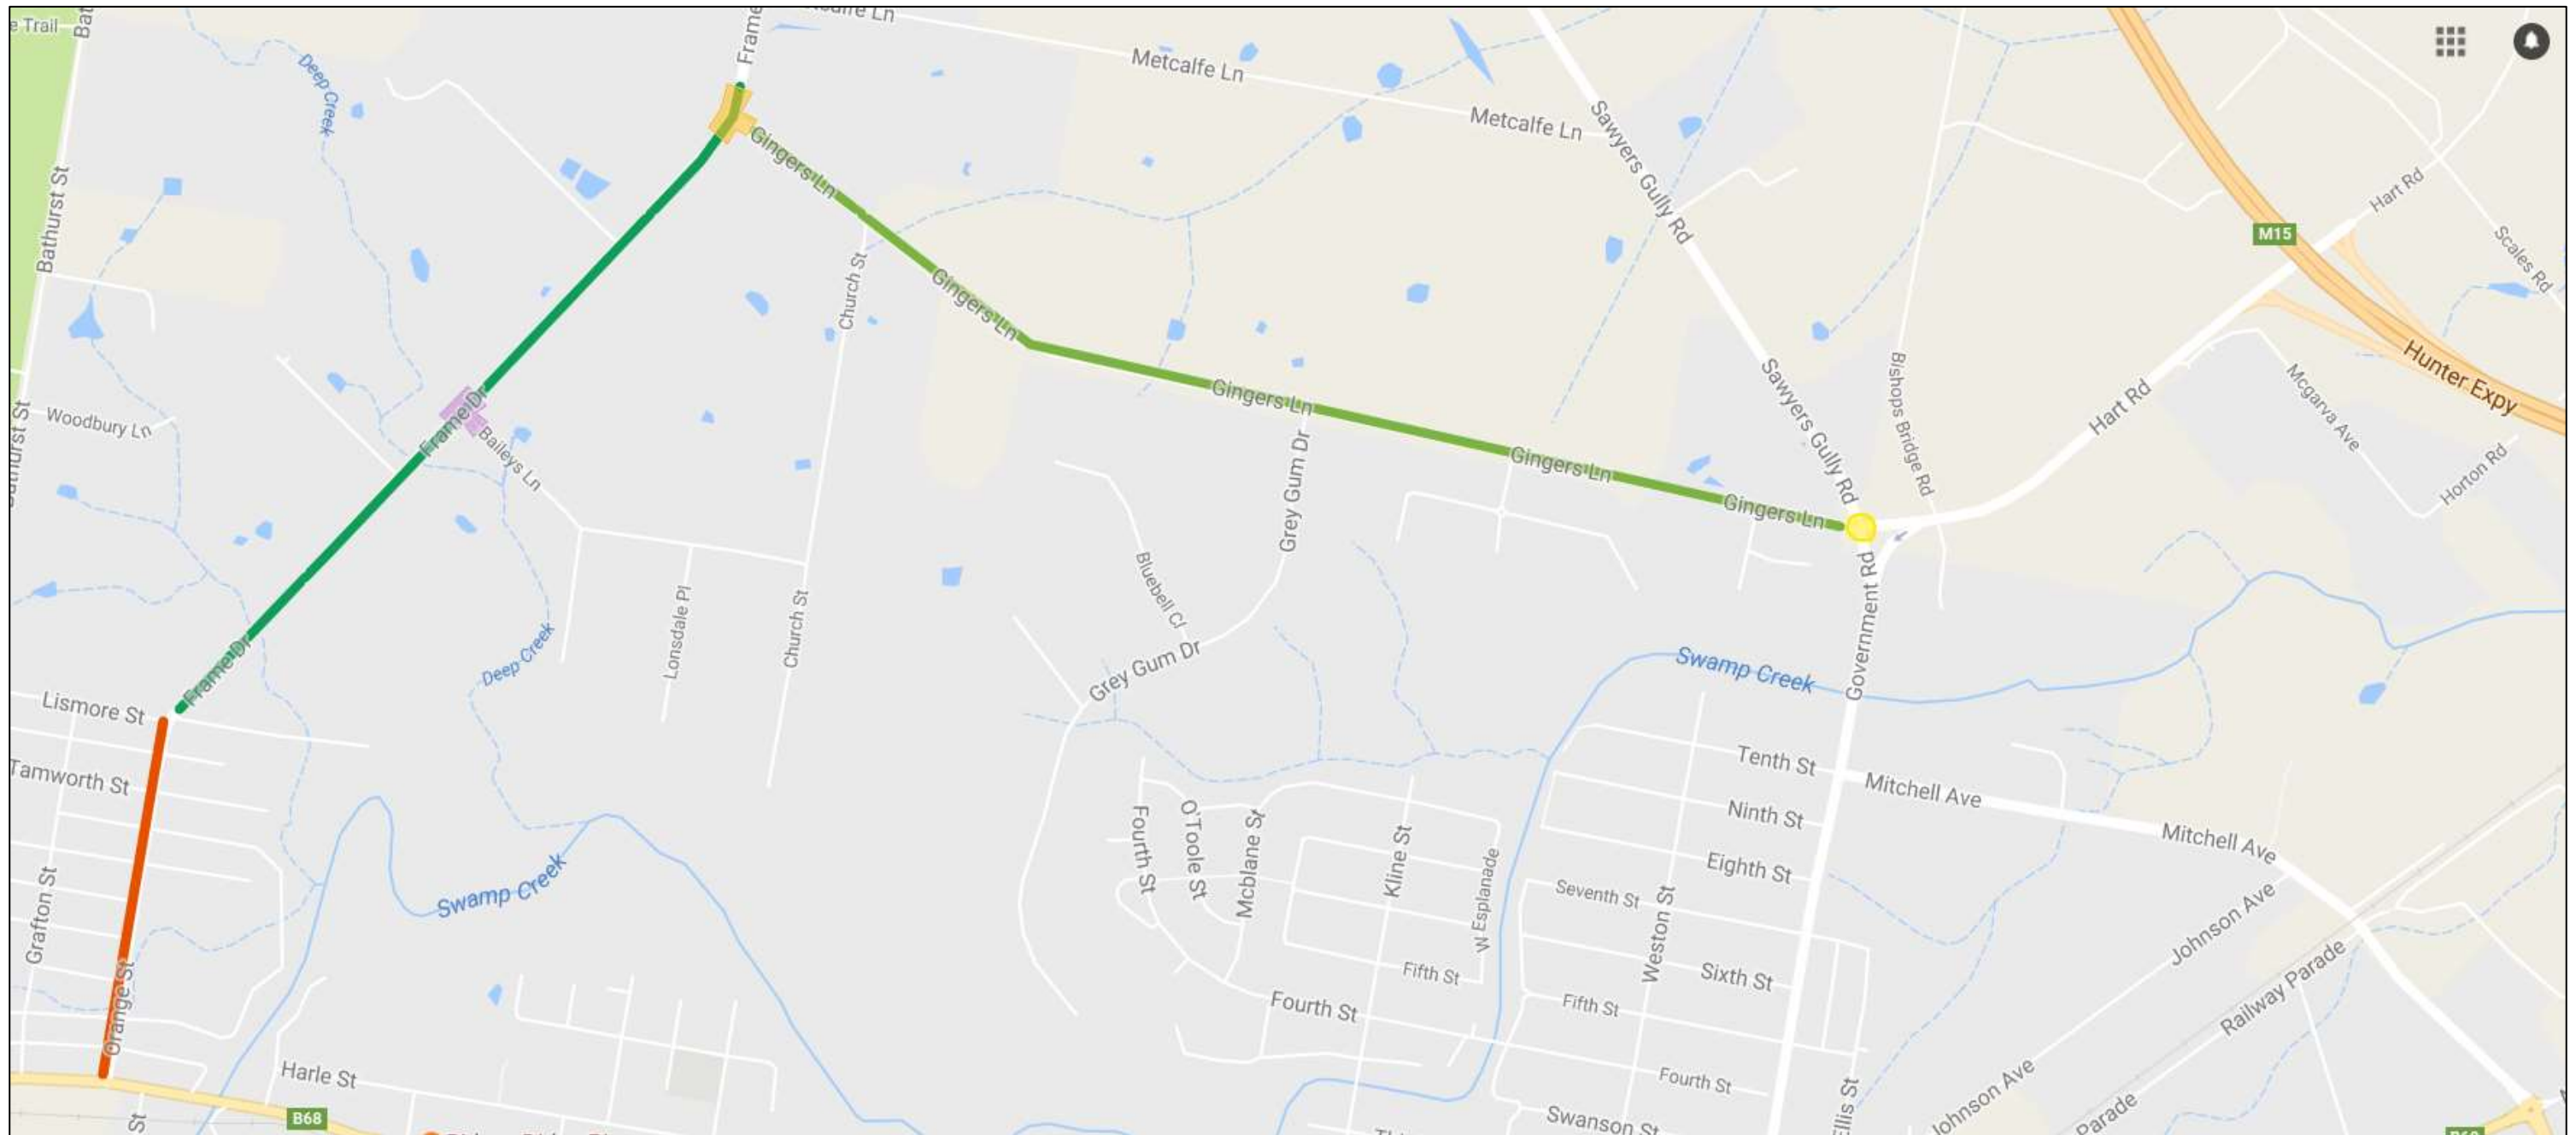 e Trail
Metcalfe Ln
Metcalfe Ln
Frame
Deep Creek
Gingers Ln
Sawyers Gully Rd
Hart Rd
M15
Scales Rd
Bathurst St
Church St
Gingers Ln
Hunter Expy
Gingers Ln
Bishops Bridge Rd
Sawyers Gully Rd
Hart Rd
Mcgarva Ave
Horton Rd
Woodbury Ln
Frame Dr
Baileys Ln
Grey Gum Dr
Gingers Ln
Gingers Ln
Bluebell Cl
Government Rd
Lonsdale Pl
Church St
Deep Creek
Frame Dr
Grey Gum Dr
Swamp Creek
Lismore St
Tamworth St
Tenth St
Mitchell Ave
Ninth St
Mitchell Ave
Eighth St
Fourth St
O'Toole St
Mcblane St
Kline St
W Esplanade
Seventh St
Weston St
Swamp Creek
Grafton St
Johnson Ave
Railway Parade
Sixth St
Fifth St
Fifth St
Fourth St
Orange St
Harle St
Fourth St
Johnson Ave
Parade
Ellis St
B68
St
Swanson St